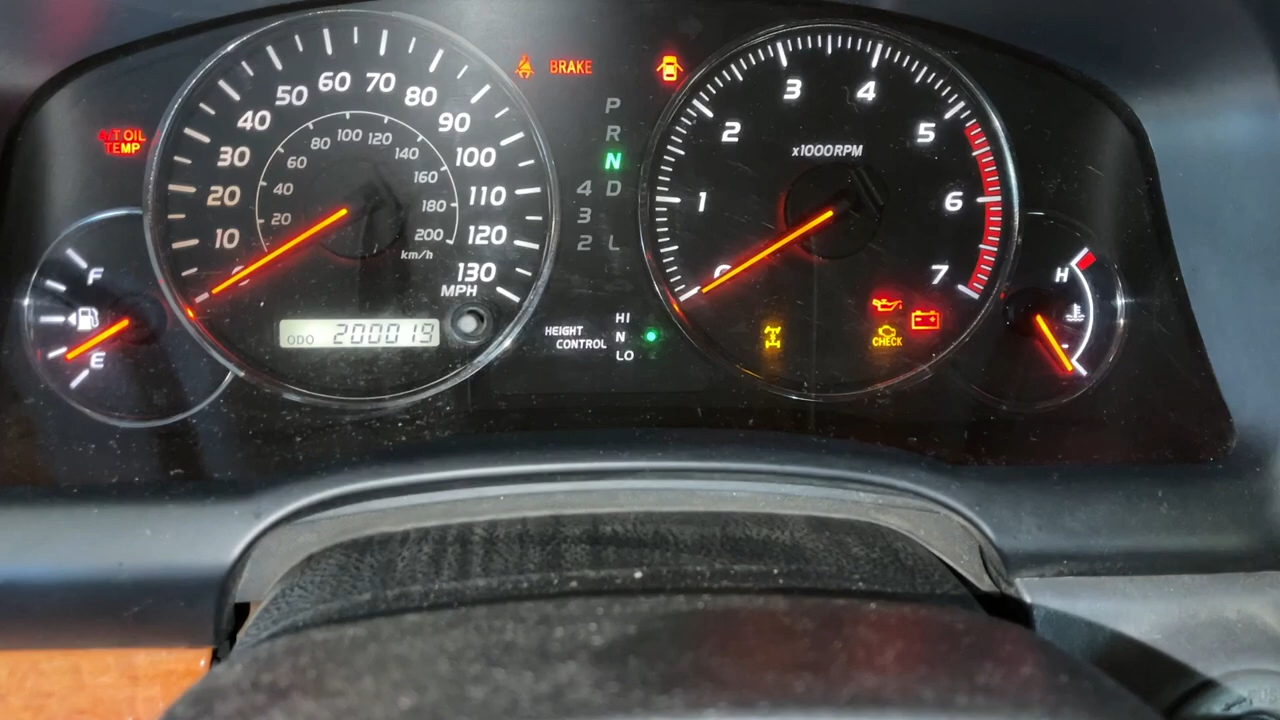 A/T OIL
TEMP
F
E
10
20
30
40
50
60
70
80
90
100
110
120
130
MPH
20
40
60
80
100
120
140
160
180
200
km/h
ODO 200019
BRAKE
P
R
N
4 D
3
2 L
HEIGHT
CONTROL
HI
N
LO
0
1
2
3
4
5
6
7
x1000RPM
CHECK
H